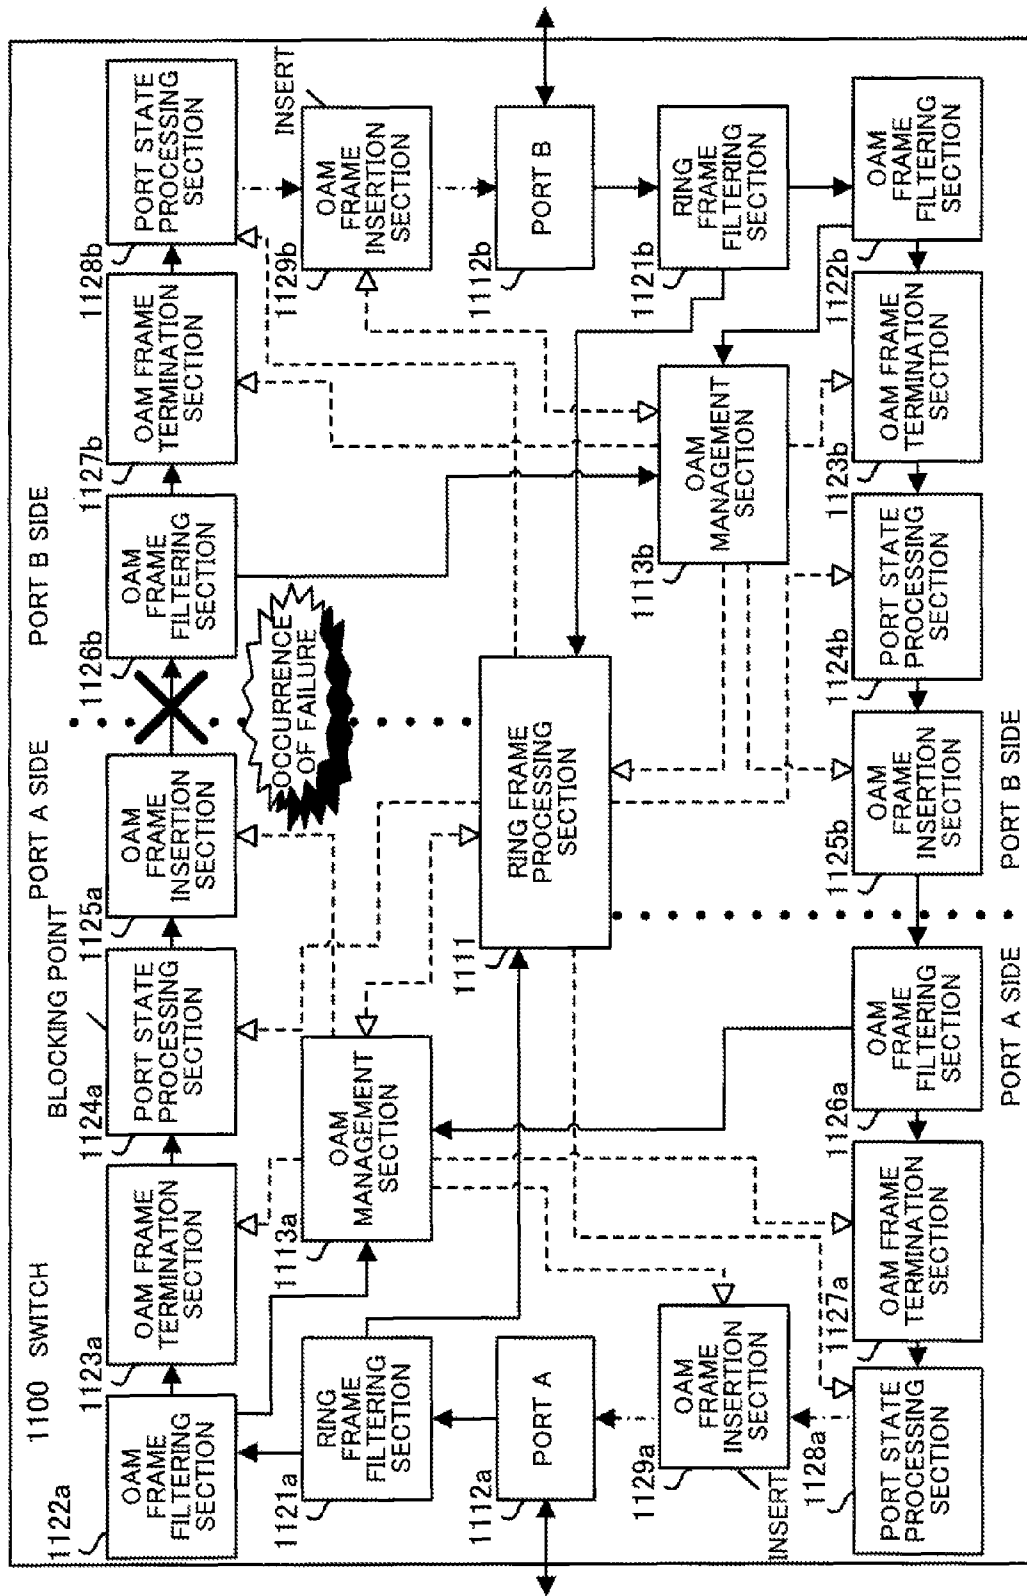 1100 SWITCH
BLOCKING POINT
PORT A SIDE
PORT B SIDE
1122a
OAM
FRAME
FILTERING
SECTION
1123a
OAM FRAME
TERMINATION
SECTION
1124a
PORT STATE
PROCESSING
SECTION
1125a
OAM
FRAME
INSERTION
SECTION
1126b
OAM
FRAME
FILTERING
SECTION
1127b
OAM FRAME
TERMINATION
SECTION
1128b
PORT STATE
PROCESSING
SECTION
OCCURRENCE
OF FAILURE
1121a
RING
FRAME
FILTERING
SECTION
1113a
OAM
MANAGEMENT
SECTION
1129b
OAM
FRAME
INSERTION
SECTION
INSERT
1112a
PORT A
1111
RING FRAME
PROCESSING
SECTION
1112b
PORT B
1129a
OAM
FRAME
INSERTION
SECTION
INSERT
1113b
OAM
MANAGEMENT
SECTION
1121b
RING
FRAME
FILTERING
SECTION
1128a
PORT STATE
PROCESSING
SECTION
1127a
OAM FRAME
TERMINATION
SECTION
1126a
OAM
FRAME
FILTERING
SECTION
1125b
OAM
FRAME
INSERTION
SECTION
1124b
PORT STATE
PROCESSING
SECTION
1123b
OAM FRAME
TERMINATION
SECTION
1122b
OAM
FRAME
FILTERING
SECTION
PORT A SIDE
PORT B SIDE